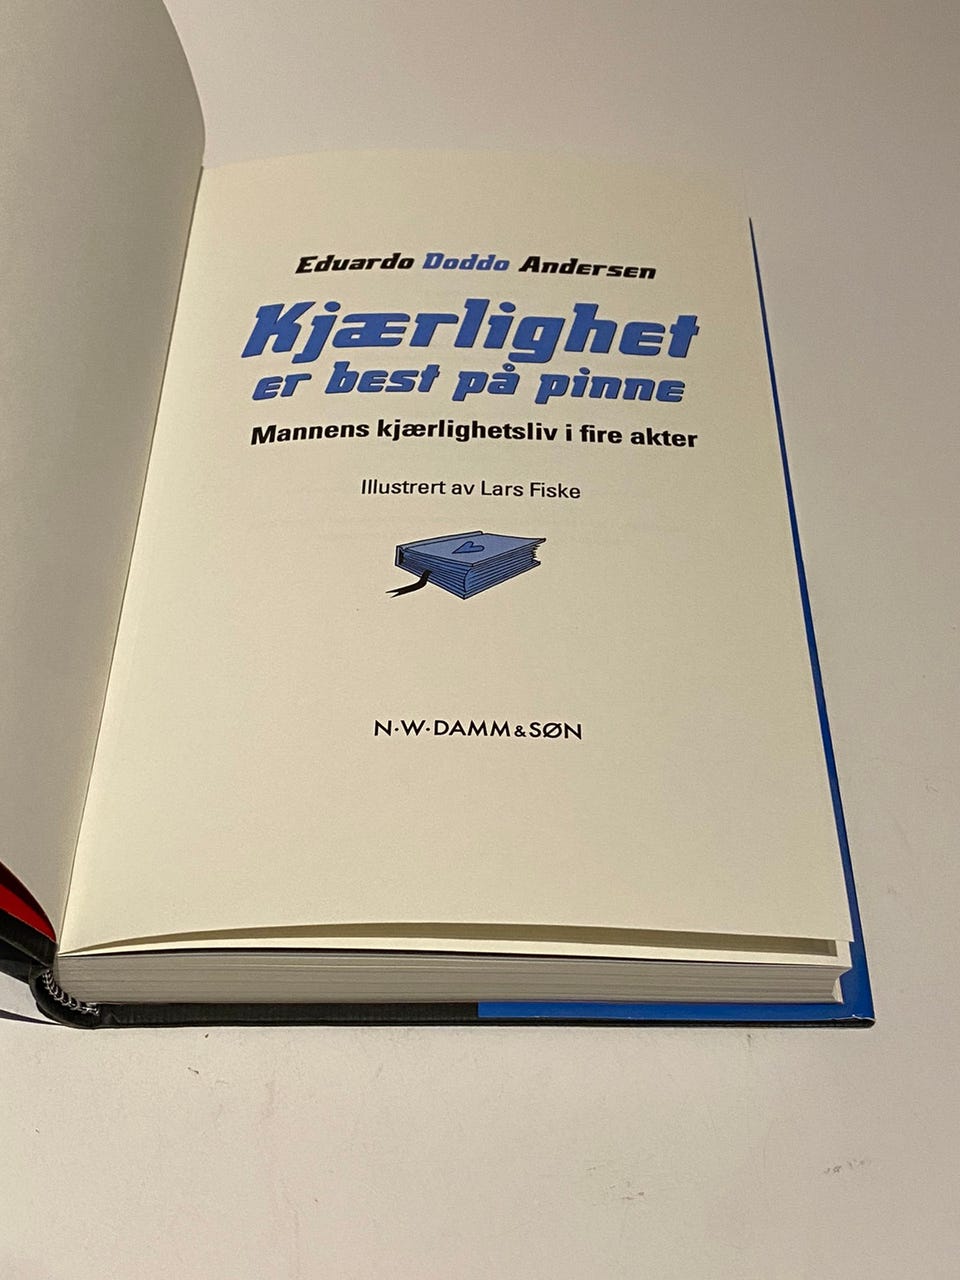 Eduardo Doddo Andersen
Kjærlighet
er best på pinne
Mannens kjærlighetsliv i fire akter
Illustrert av Lars Fiske
N·W·DAMM & SØN